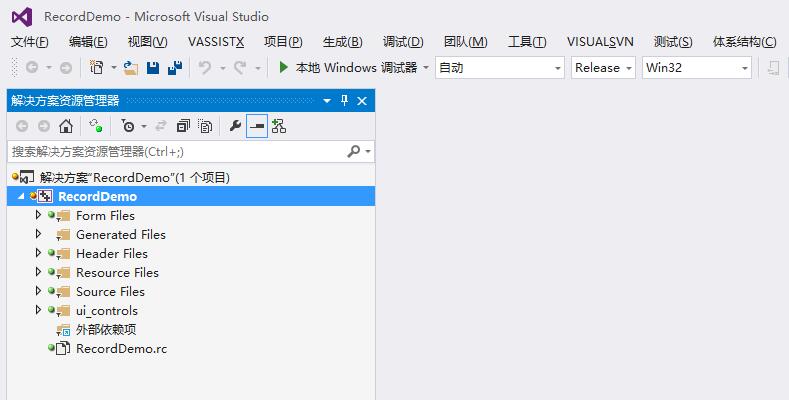 RecordDemo - Microsoft Visual Studio
文件(F) 编辑(E) 视图(V) VASSISTX 项目(P) 生成(B) 调试(D) 团队(M) 工具(T) VISUALSVN 测试(S) 体系结构(C)
本地 Windows 调试器 自动 Release Win32
解决方案资源管理器
搜索解决方案资源管理器(Ctrl+;)
解决方案"RecordDemo"(1 个项目)
RecordDemo
Form Files
Generated Files
Header Files
Resource Files
Source Files
ui_controls
外部依赖项
RecordDemo.rc